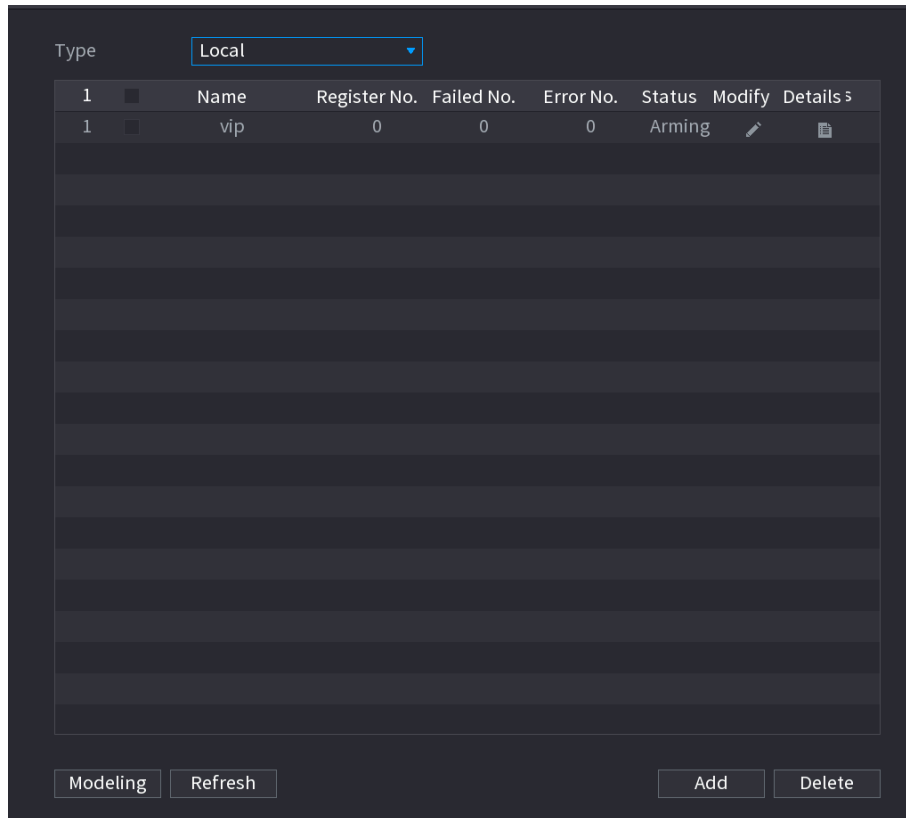 Type Local
1 Name Register No. Failed No. Error No. Status Modify Details s
1 vip 0 0 0 Arming
Modeling Refresh Add Delete